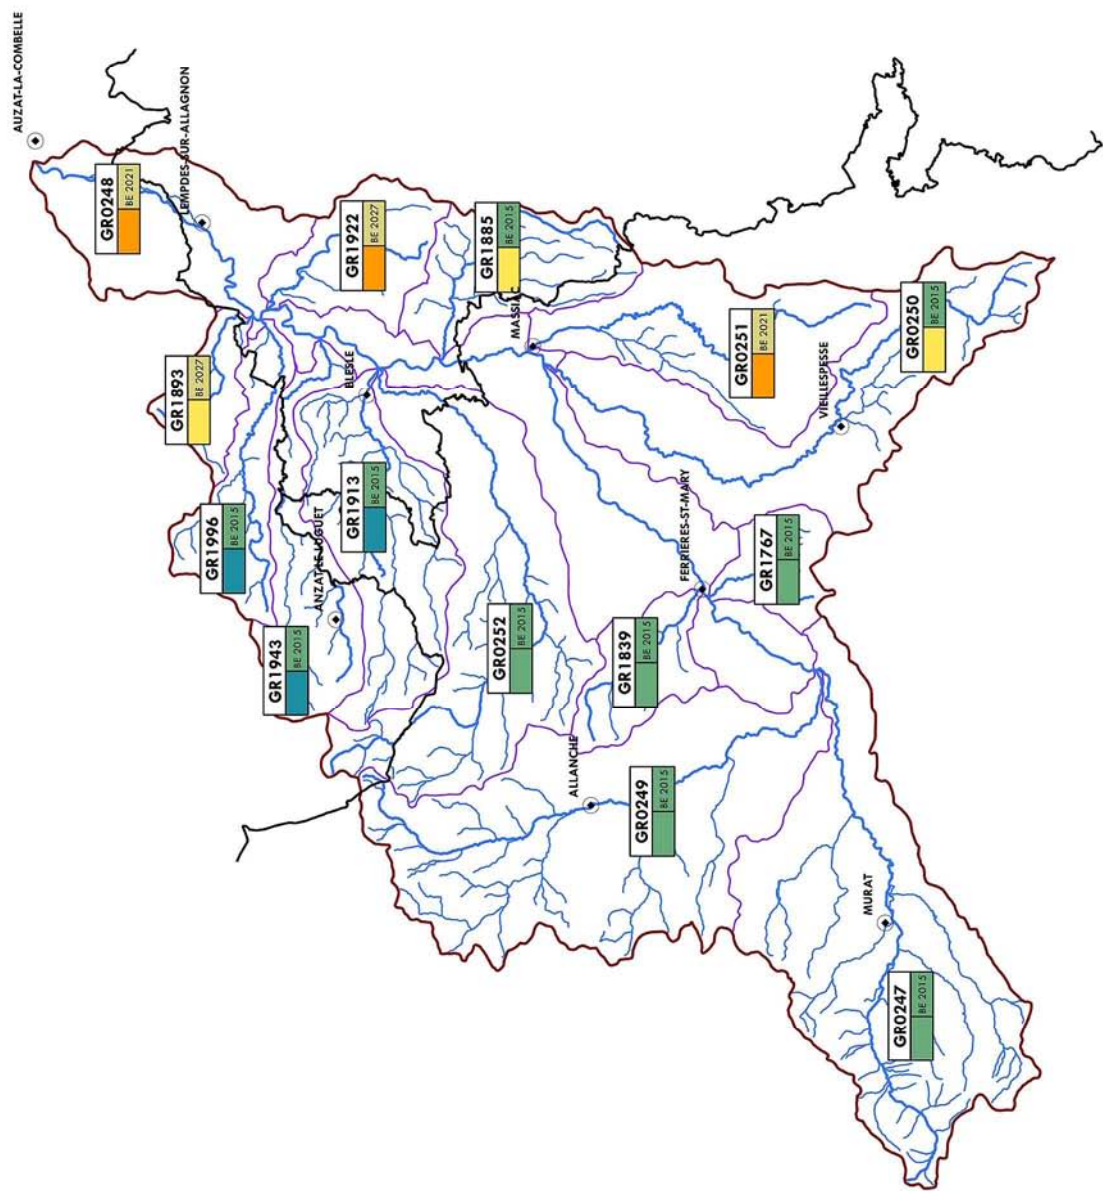 AUZAT-LA-COMBELLE
GR0248
BE 2021
LEMPDES-SUR-ALLAGNON
GR1922
BE 2027
GR1885
BE 2015
MASSIAC
GR1893
BE 2027
BLESLE
GR0251
BE 2021
GR0250
BE 2015
VIEILLESPESSE
GR1996
BE 2015
GR1913
BE 2015
ANZAT-LE-LUGUET
FERRIERES-ST-MARY
GR1767
BE 2015
GR1943
BE 2015
GR0252
BE 2015
GR1839
BE 2015
ALLANCHE
GR0249
BE 2015
MURAT
GR0247
BE 2015